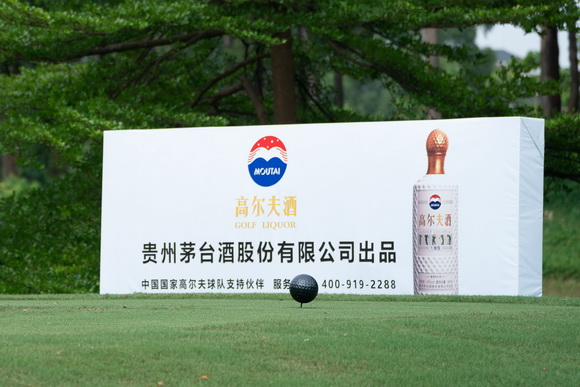 MOUTAI
高尔夫酒
GOLF LIQUOR
贵州茅台酒股份有限公司出品
中国国家高尔夫球队支持伙伴 服务 400-919-2288
高尔夫酒